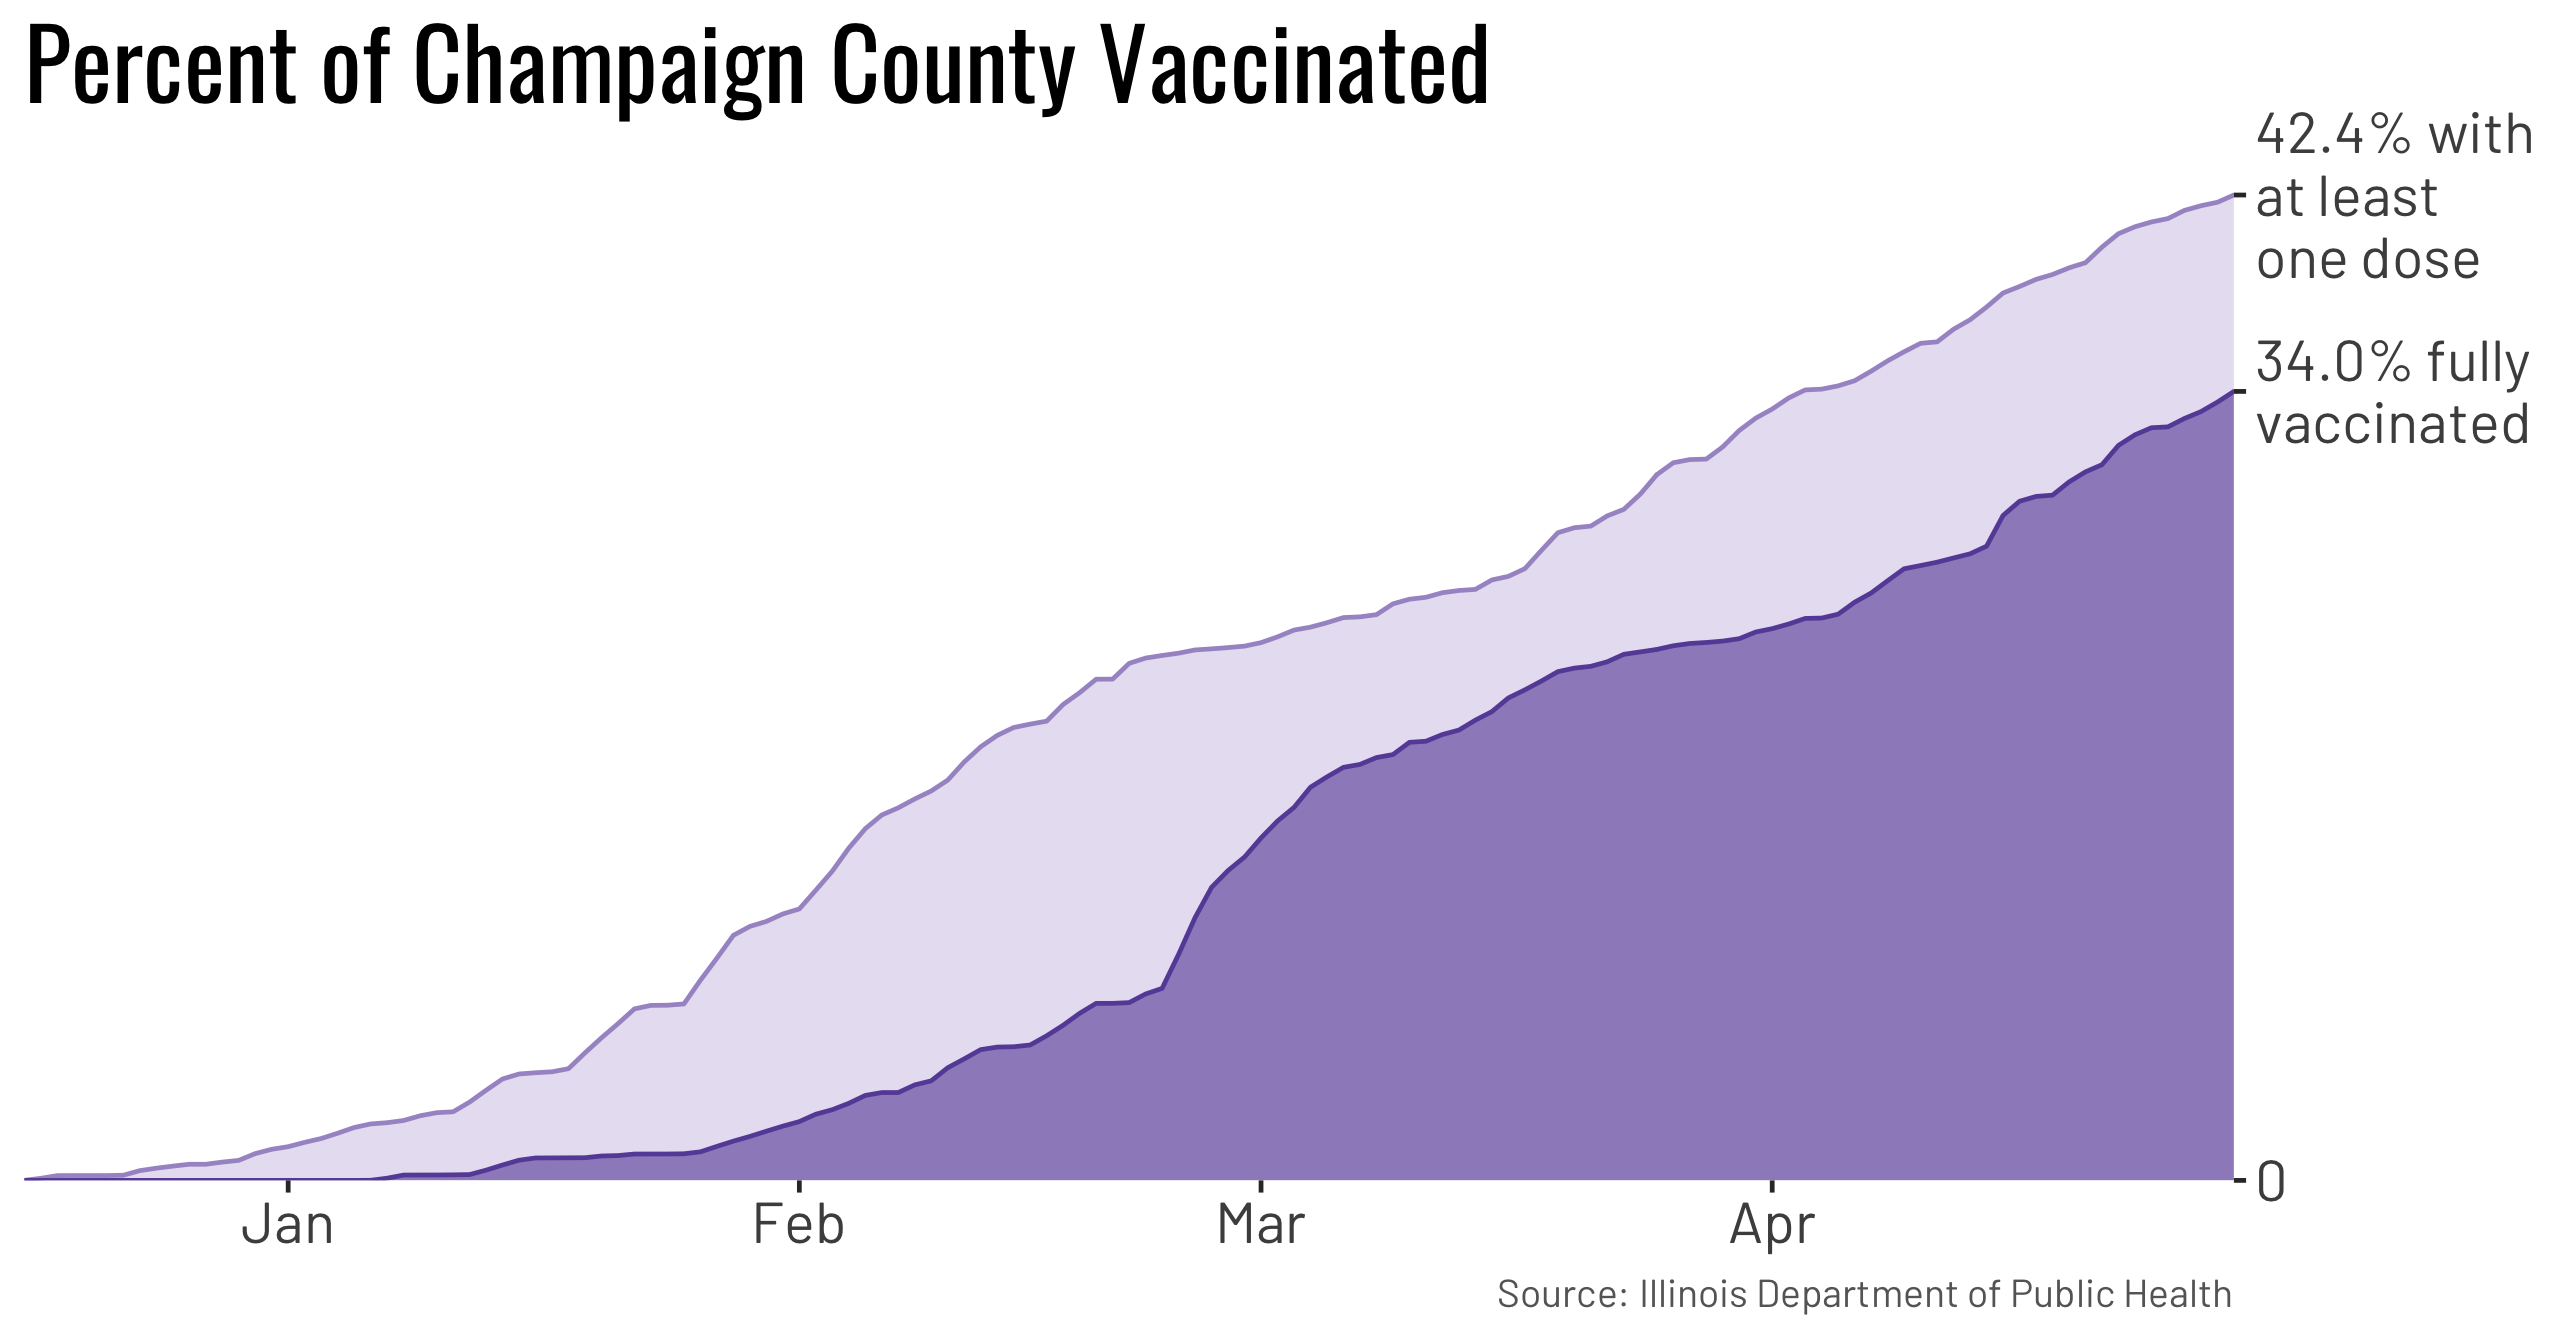 Percent of Champaign County Vaccinated
42.4% with
at least
one dose
34.0% fully
vaccinated
0
Jan Feb Mar Apr
Source: Illinois Department of Public Health